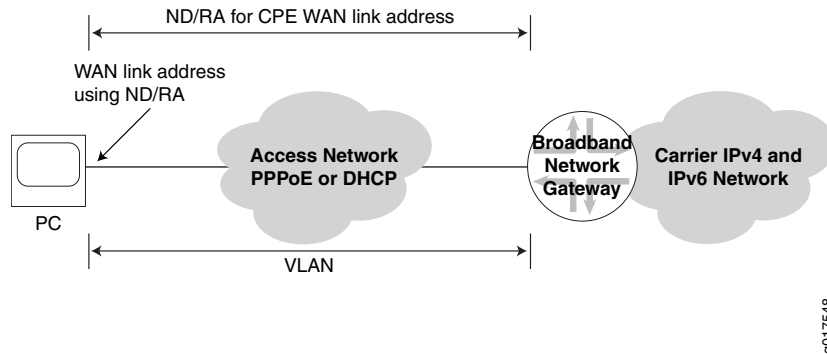 ND/RA for CPE WAN link address
WAN link address
using ND/RA
Access Network
PPPoE or DHCP
Broadband
Network
Gateway
Carrier IPv4 and
IPv6 Network
PC
VLAN
g017548